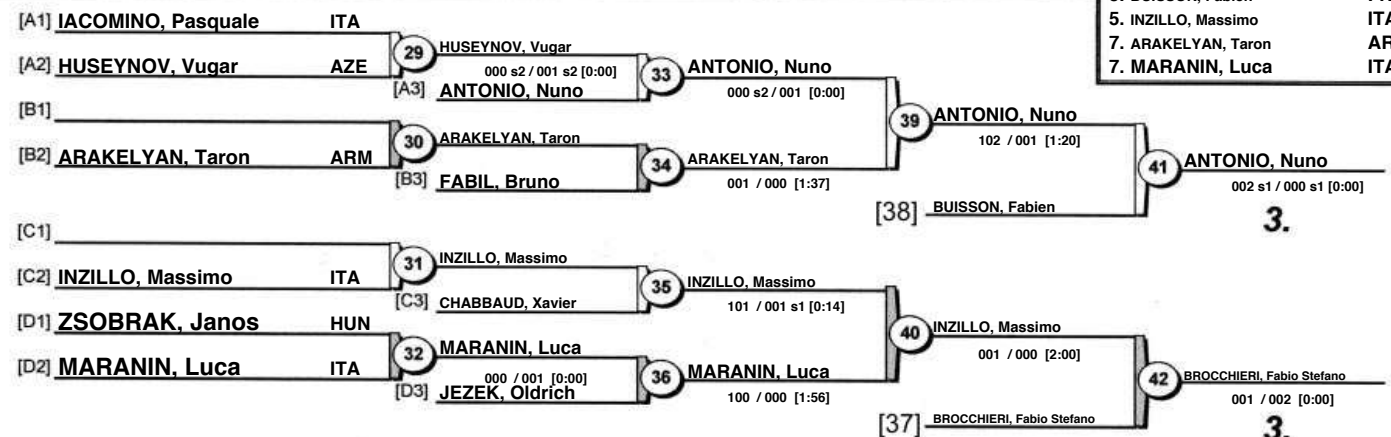 5. INZILLO, Massimo ITA
7. ARAKELYAN, Taron
7. MARANIN, Luca ITA
[A1] IACOMINO, Pasquale ITA
29 HUSEYNOV, Vugar
[A2] HUSEYNOV, Vugar AZE
000 s2 / 001 s2 [0:00]
33 ANTONIO, Nuno
[A3] ANTONIO, Nuno
000 s2 / 001 [0:00]
[B1]
39 ANTONIO, Nuno
30 ARAKELYAN, Taron
102 / 001 [1:20]
[B2] ARAKELYAN, Taron ARM
34 ARAKELYAN, Taron
41 ANTONIO, Nuno
[B3] FABIL, Bruno
001 / 000 [1:37]
002 s1 / 000 s1 [0:00]
[38] BUISSON, Fabien
3.
[C1]
31 INZILLO, Massimo
[C2] INZILLO, Massimo ITA
35 INZILLO, Massimo
[C3] CHABBAUD, Xavier
101 / 001 s1 [0:14]
[D1] ZSOBRAK, Janos HUN
40 INZILLO, Massimo
32 MARANIN, Luca
001 / 000 [2:00]
[D2] MARANIN, Luca ITA
000 / 001 [0:00]
36 MARANIN, Luca
42 BROCCHIERI, Fabio Stefano
[D3] JEZEK, Oldrich
100 / 000 [1:56]
001 / 002 [0:00]
[37] BROCCHIERI, Fabio Stefano
3.